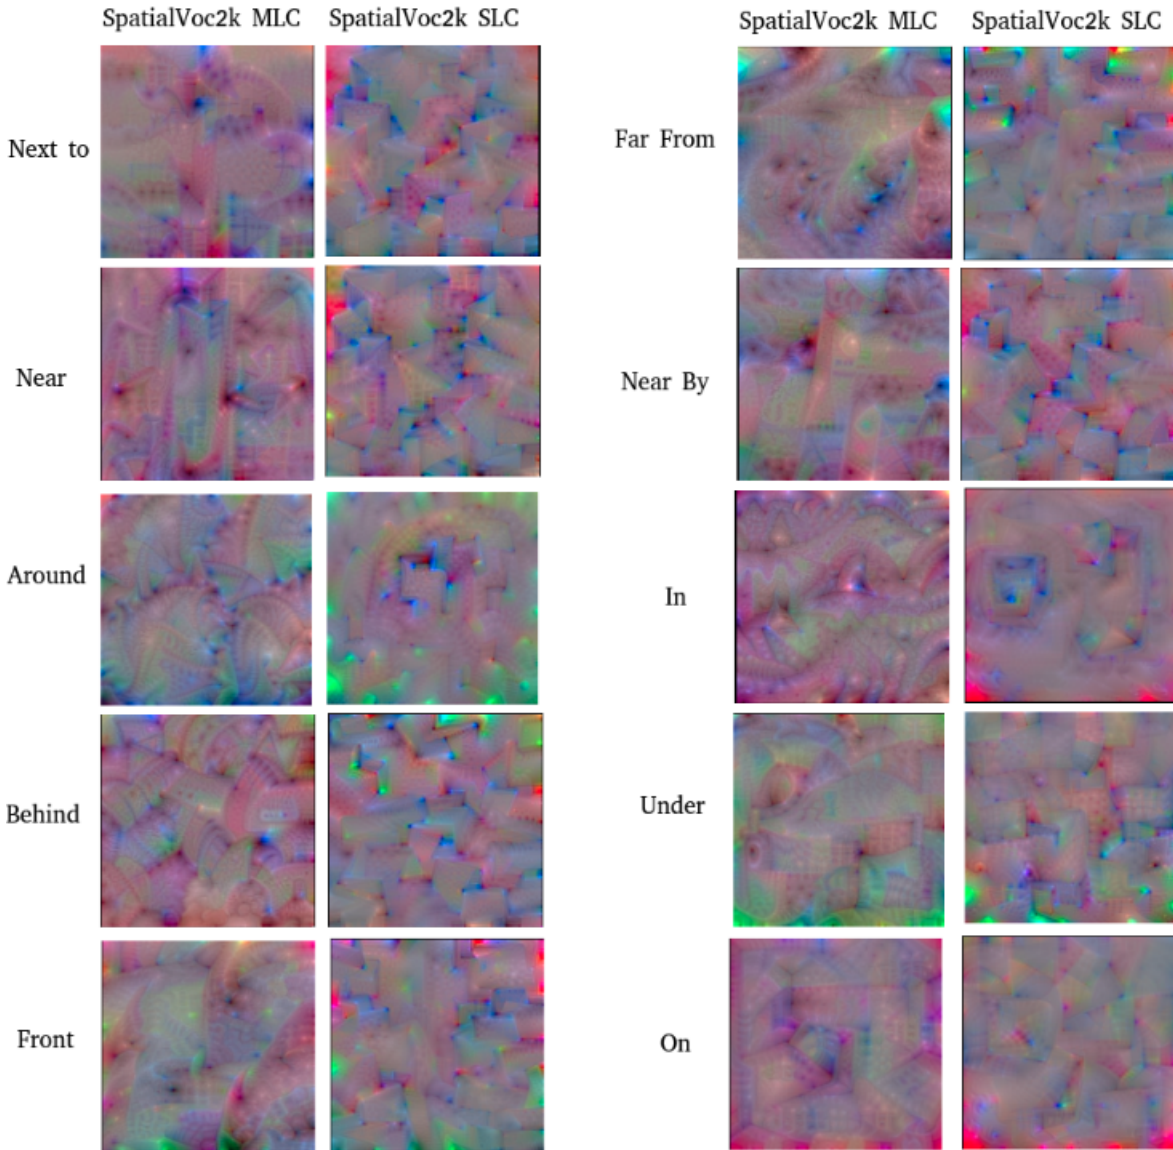 SpatialVoc2k MLC SpatialVoc2k SLC
Next to
Near
Around
Behind
Front
SpatialVoc2k MLC SpatialVoc2k SLC
Far From
Near By
In
Under
On